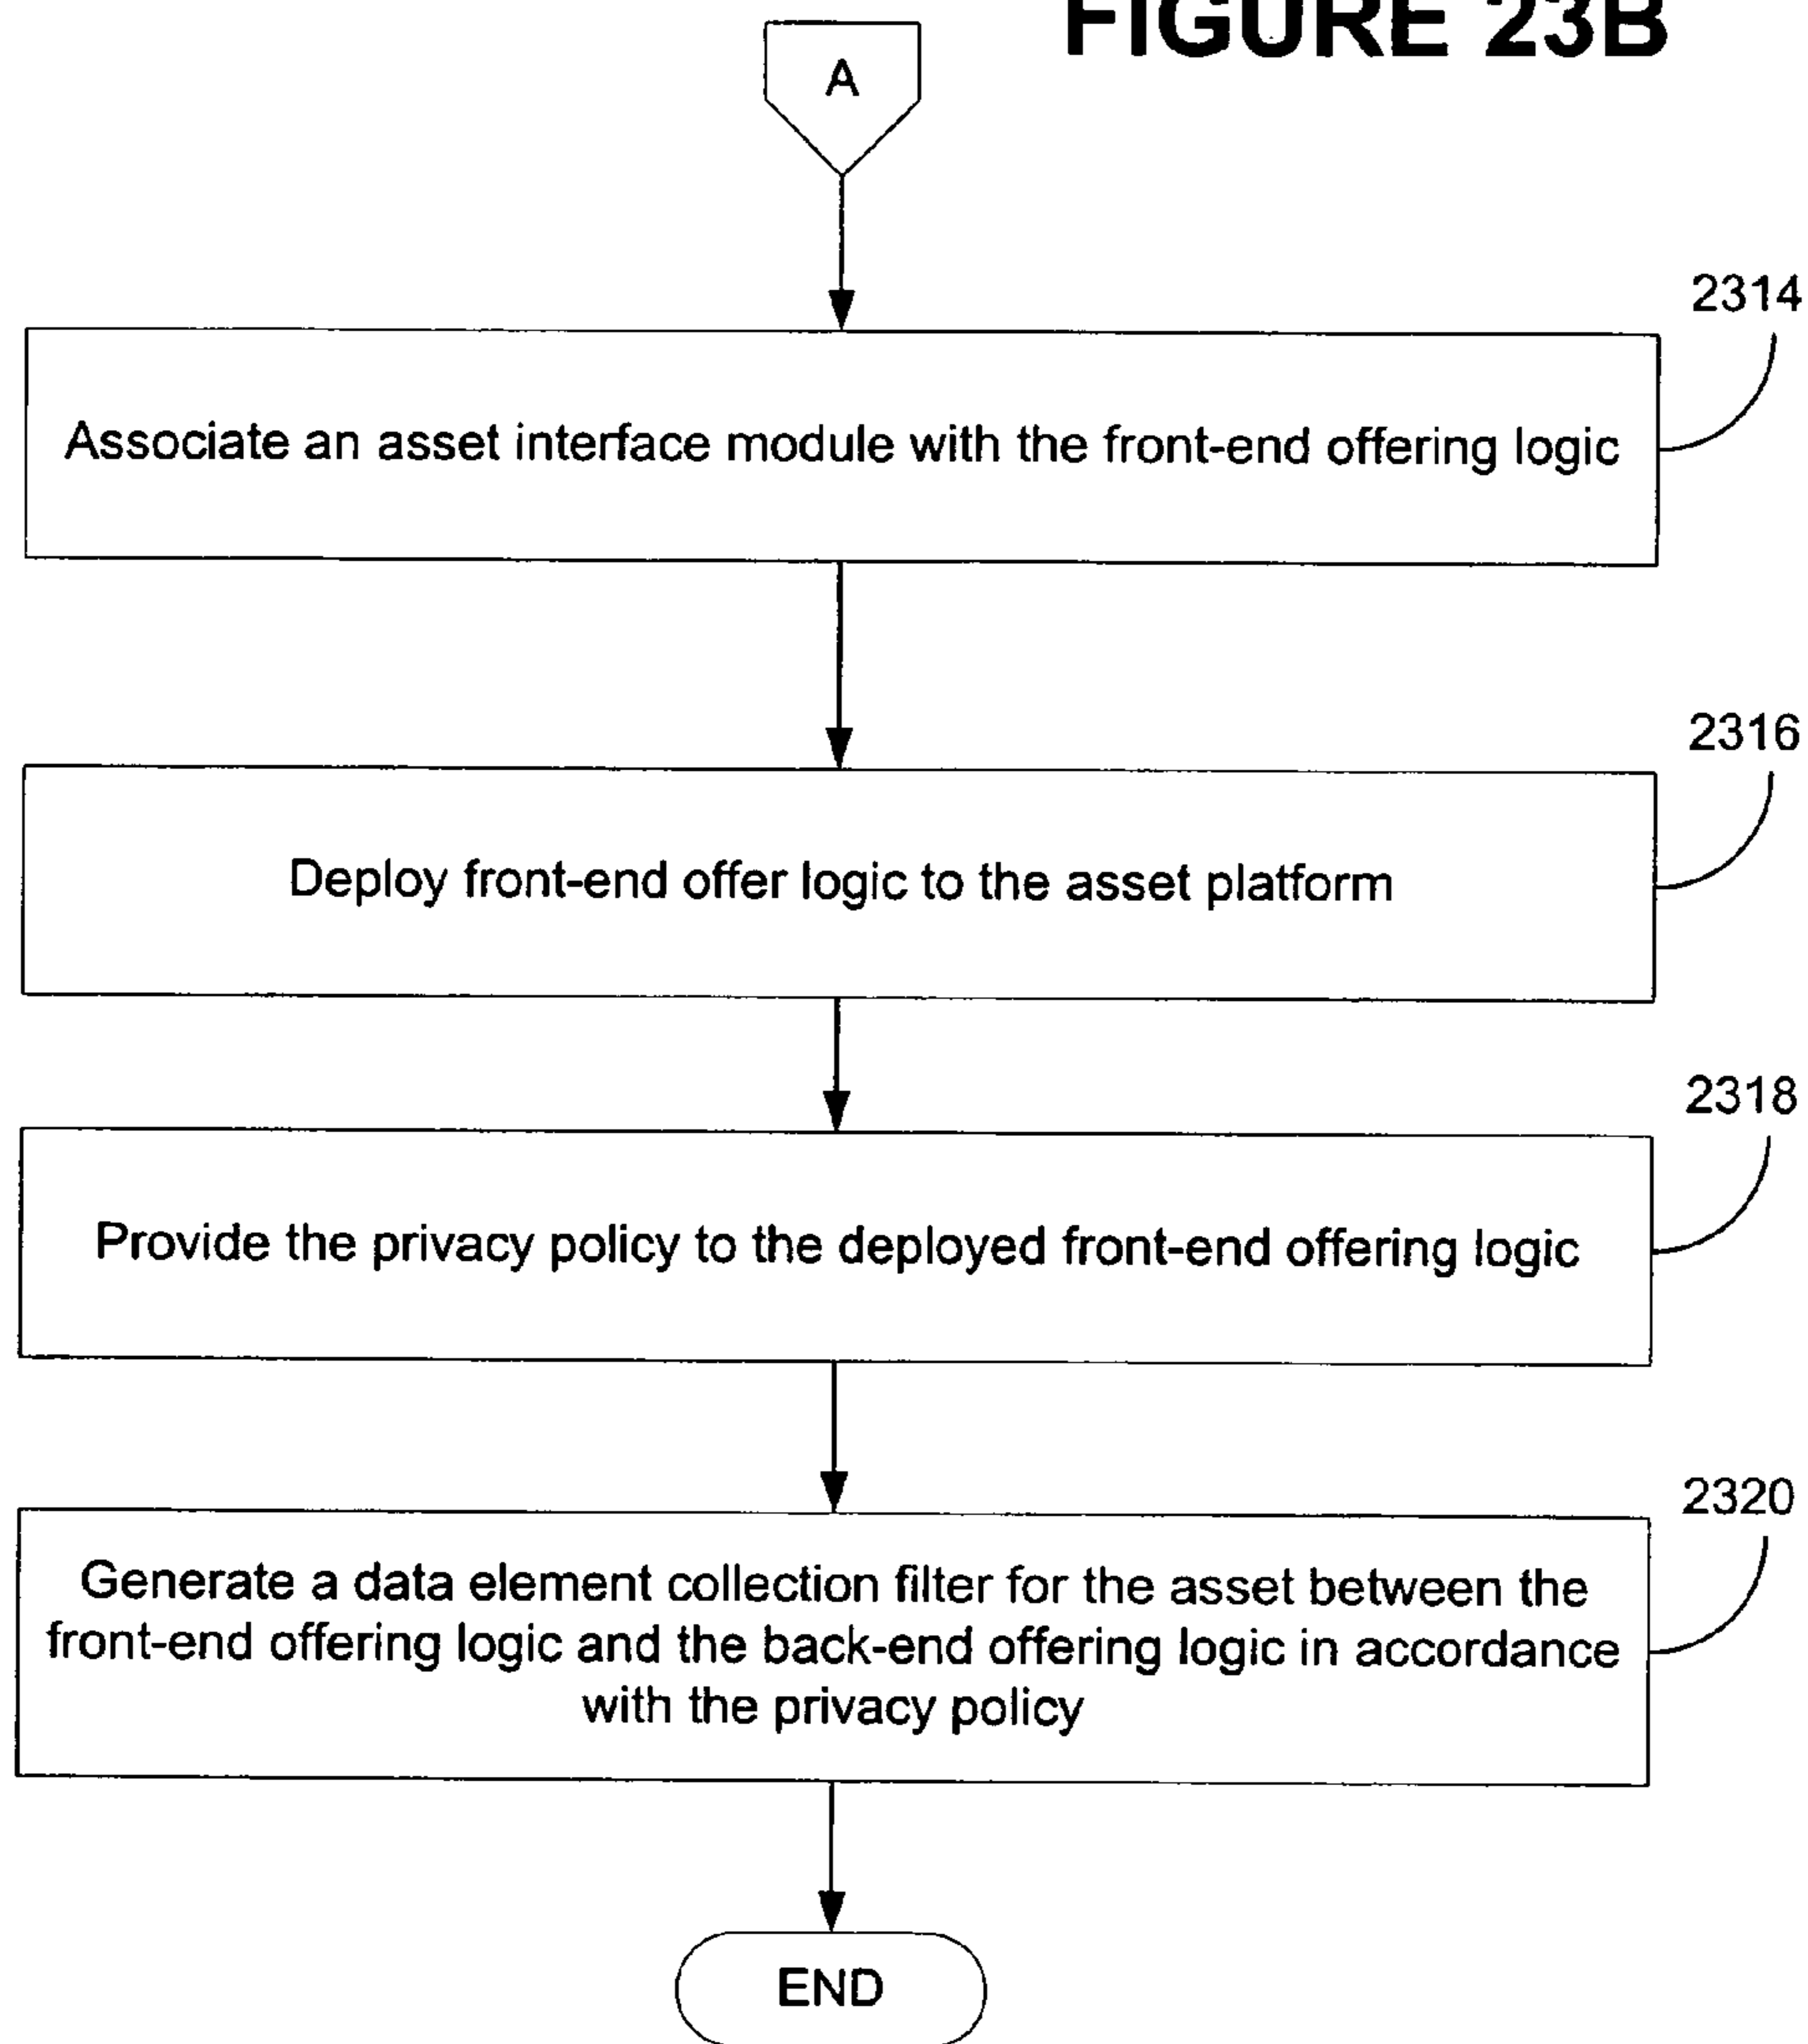 FIGURE 23B
A
2314
Associate an asset interface module with the front-end offering logic
2316
Deploy front-end offer logic to the asset platform
2318
Provide the privacy policy to the deployed front-end offering logic
2320
Generate a data element collection filter for the asset between the
front-end offering logic and the back-end offering logic in accordance
with the privacy policy
END